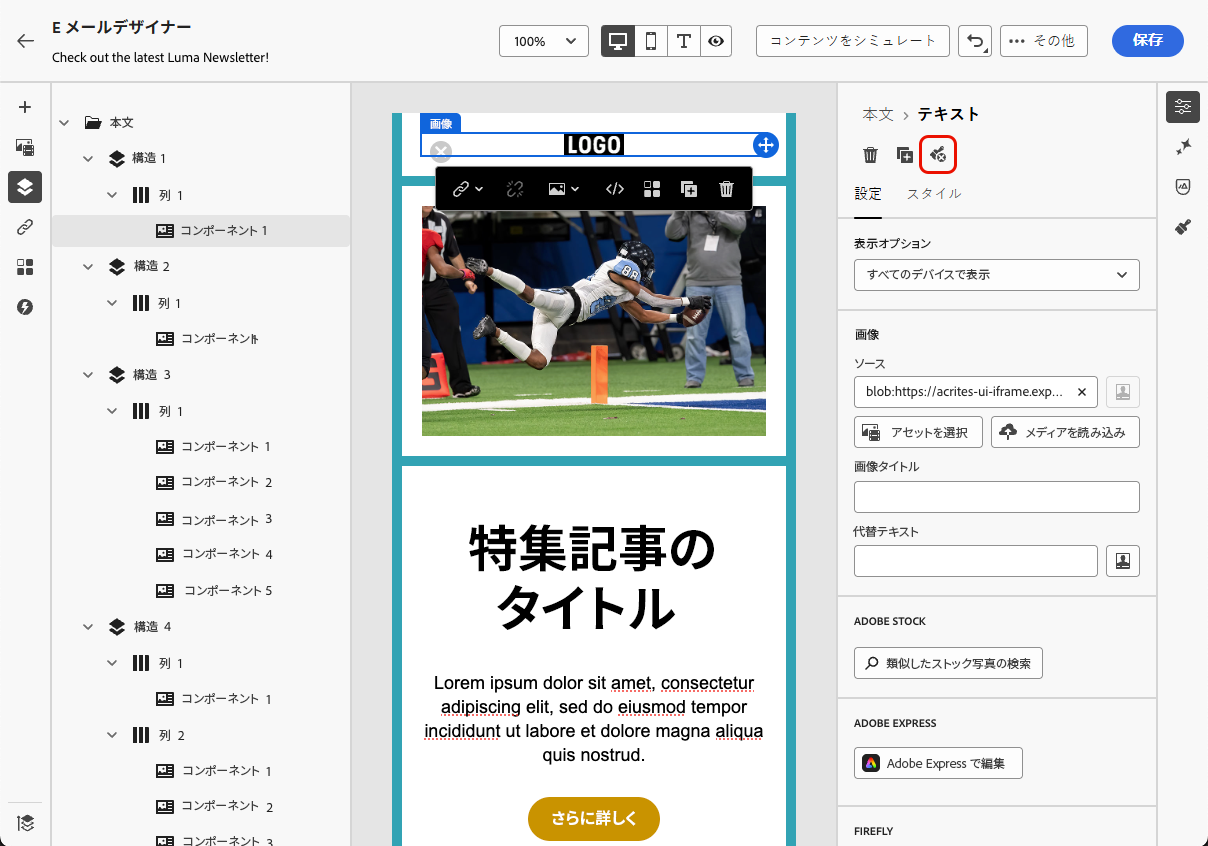 E メールデザイナー
Check out the latest Luma Newsletter!
100%
コンテンツをシミュレート
その他
保存
本文
構造 1
列 1
コンポーネント 1
構造 2
列 1
コンポーネント
構造 3
列 1
コンポーネント 1
コンポーネント 2
コンポーネント 3
コンポーネント 4
コンポーネント 5
構造 4
列 1
コンポーネント 1
列 2
コンポーネント 1
コンポーネント 2
コンポーネント 3
画像
LOGO
88
特集記事の
タイトル
Lorem ipsum dolor sit amet, consectetur
adipiscing elit, sed do eiusmod tempor
incididunt ut labore et dolore magna aliqua
quis nostrud.
さらに詳しく
本文 › テキスト
設定 スタイル
表示オプション
すべてのデバイスで表示
画像
ソース
blob:https://acrites-ui-iframe.exp...
アセットを選択
メディアを読み込み
画像タイトル
代替テキスト
ADOBE STOCK
類似したストック写真の検索
ADOBE EXPRESS
Adobe Express で編集
FIREFLY